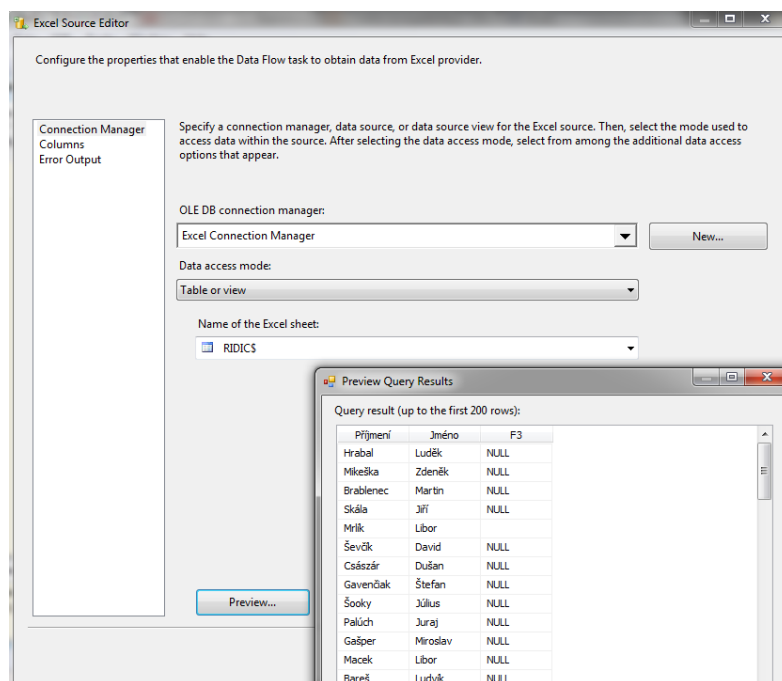 Excel Source Editor
Configure the properties that enable the Data Flow task to obtain data from Excel provider.
Connection Manager
Columns
Error Output
Specify a connection manager, data source, or data source view for the Excel source. Then, select the mode used to
access data within the source. After selecting the data access mode, select from among the additional data access
options that appear.
OLE DB connection manager:
Excel Connection Manager
New...
Data access mode:
Table or view
Name of the Excel sheet:
RIDIC$
Preview...
Preview Query Results
Query result (up to the first 200 rows):
Příjmení Jméno F3
Hrabal Luděk NULL
Mikeška Zdeněk NULL
Brablenec Martin NULL
Skála Jiří NULL
Mrlík Libor
Ševčík David NULL
Császár Dušan NULL
Gavenčiak Štefan NULL
Šooky Július NULL
Palúch Juraj NULL
Gašper Miroslav NULL
Macek Libor NULL
Bareš Ludvík NULL